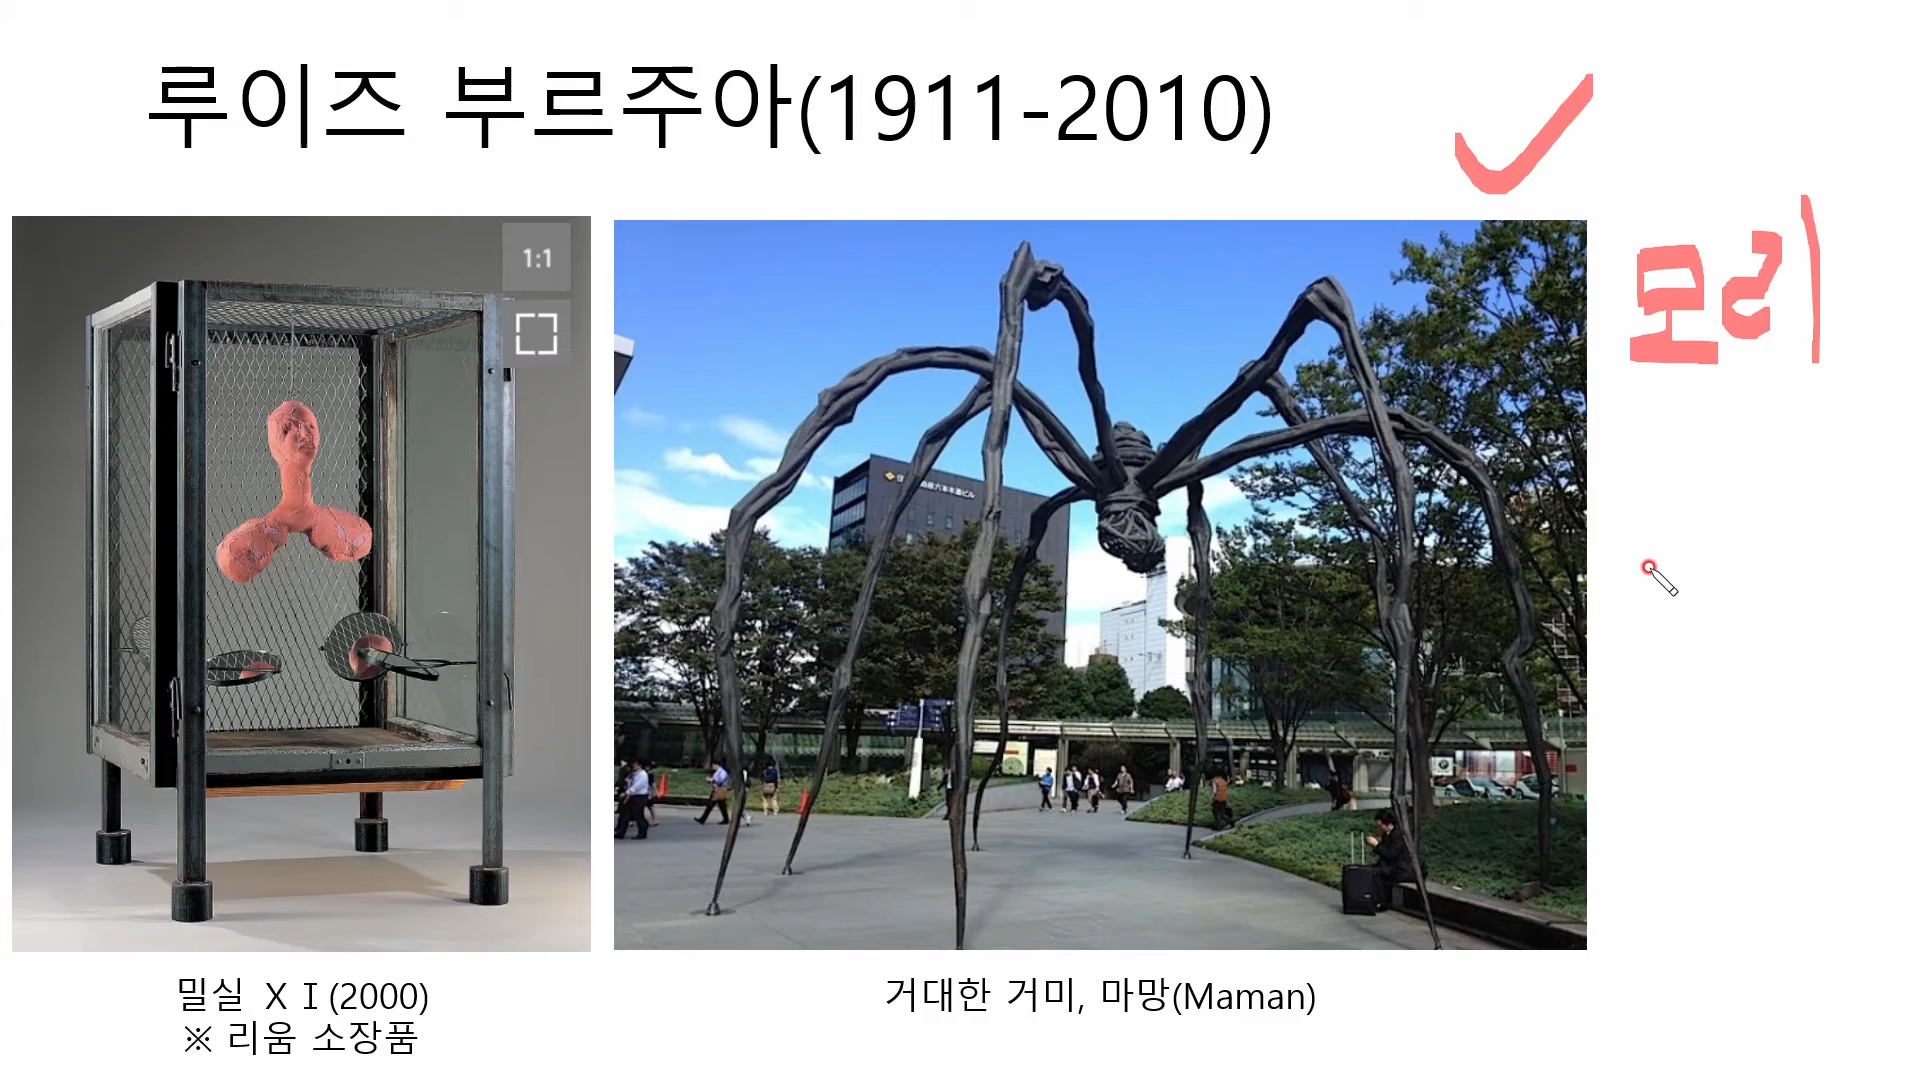 루이즈 부르주아(1911-2010)
모리
1:1
밀실 ⅩⅠ(2000)
※ 리움 소장품
거대한 거미, 마망(Maman)